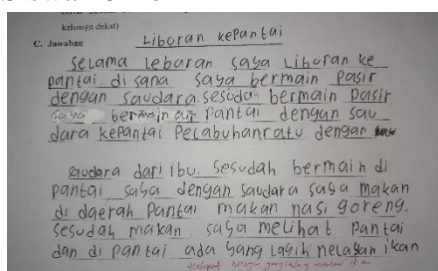 keluarga dekat)
C. Jawaban
Liburan kepantai
Selama Lebaran saya Liburan ke
pantai. di sana saya bermain pasir
dengan saudara. sesudah bermain pasir
saya bermain air pantai dengan sau
dara kepantai Pelabuhanratu dengan
saudara dari ibu. Sesudah bermain di
pantai saya dengan saudara saya makan
di daerah Pantai makan nasi goreng.
sesudah makan saya melihat pantai
dan di pantai ada yang lagih nelayan ikan